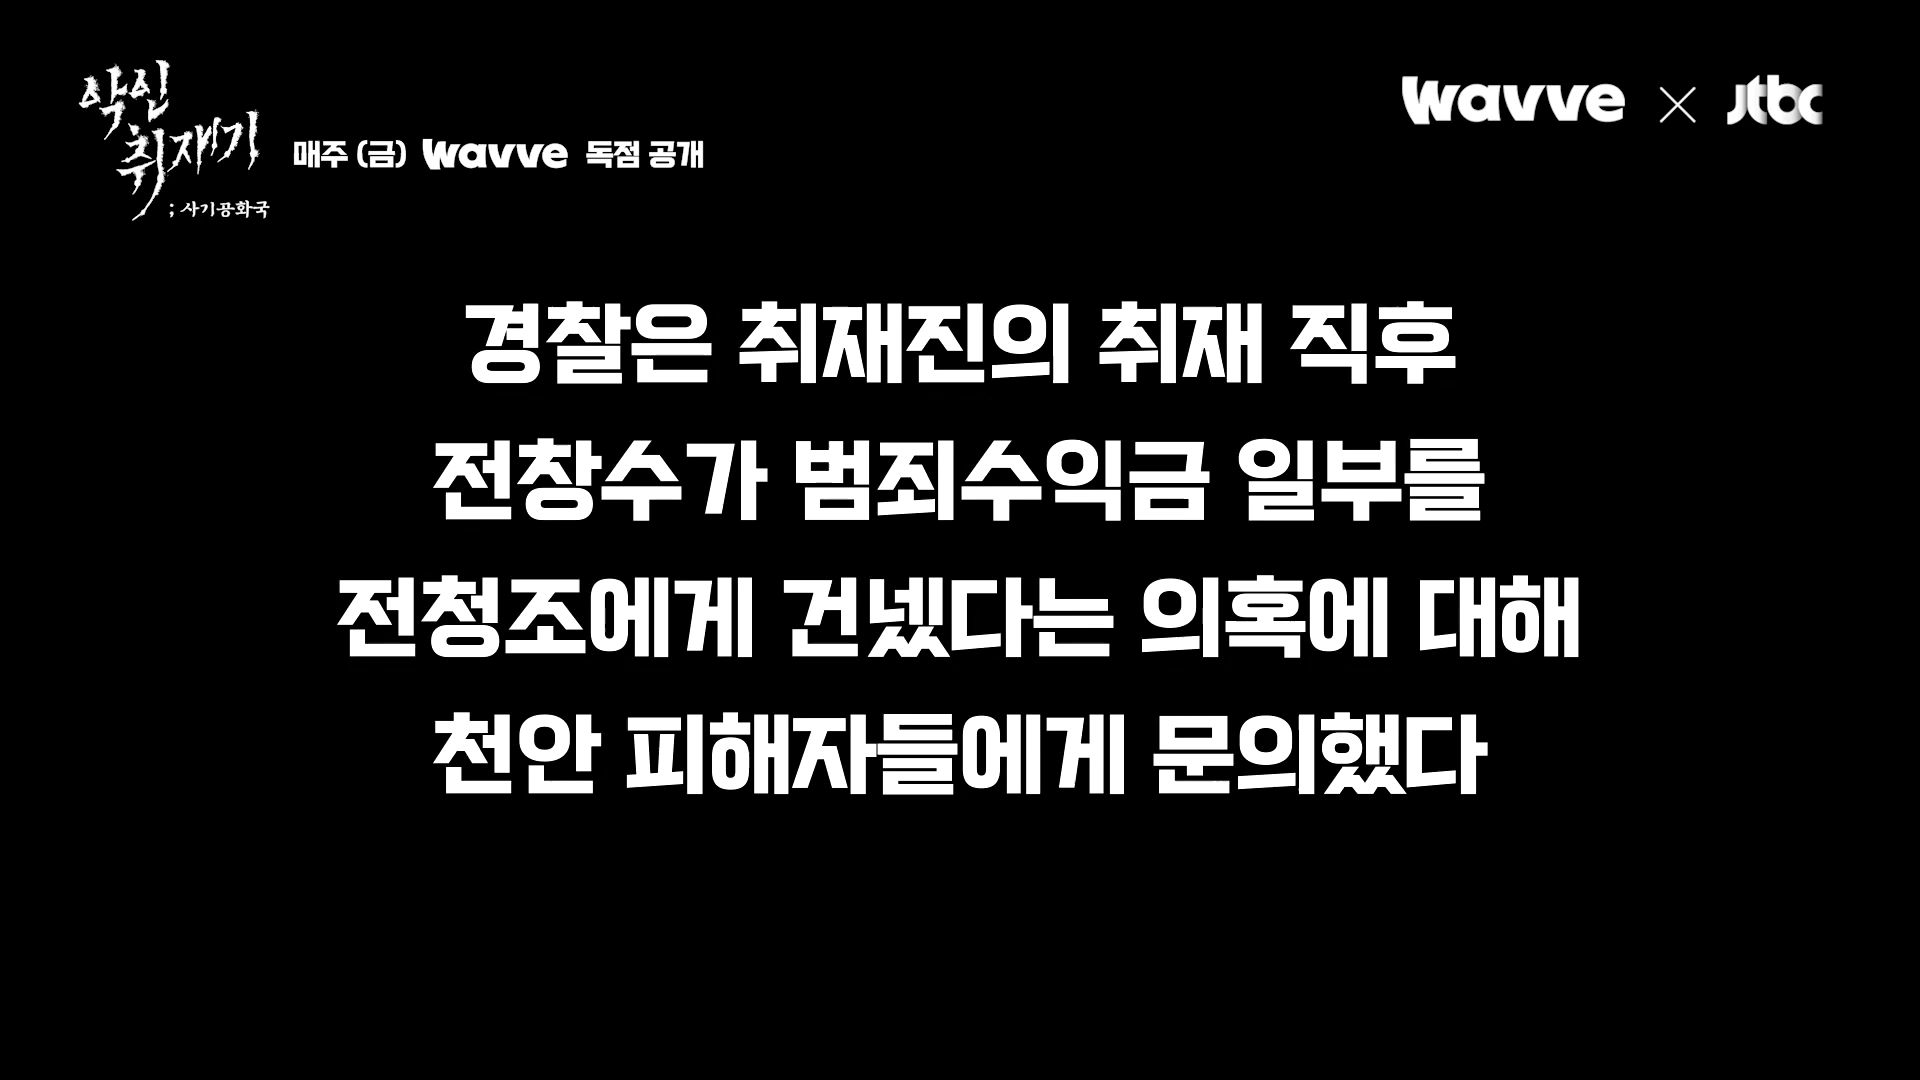 악인
취재기
; 사기공화국
매주 (금) wavve 독점 공개
wavve × jtbc
경찰은 취재진의 취재 직후
전창수가 범죄수익금 일부를
전청조에게 건넸다는 의혹에 대해
천안 피해자들에게 문의했다